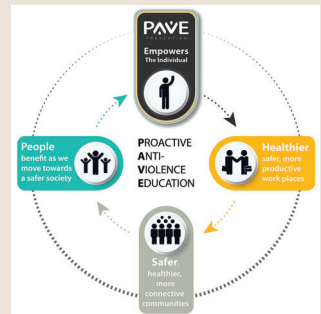 PAVE
PREVENTION
Empowers
The Individual
People
benefit as we
move towards
a safer society
PROACTIVE
ANTI-
VIOLENCE
EDUCATION
Healthier,
safer, more
productive
work places
Safer,
healthier,
more
connective
communities